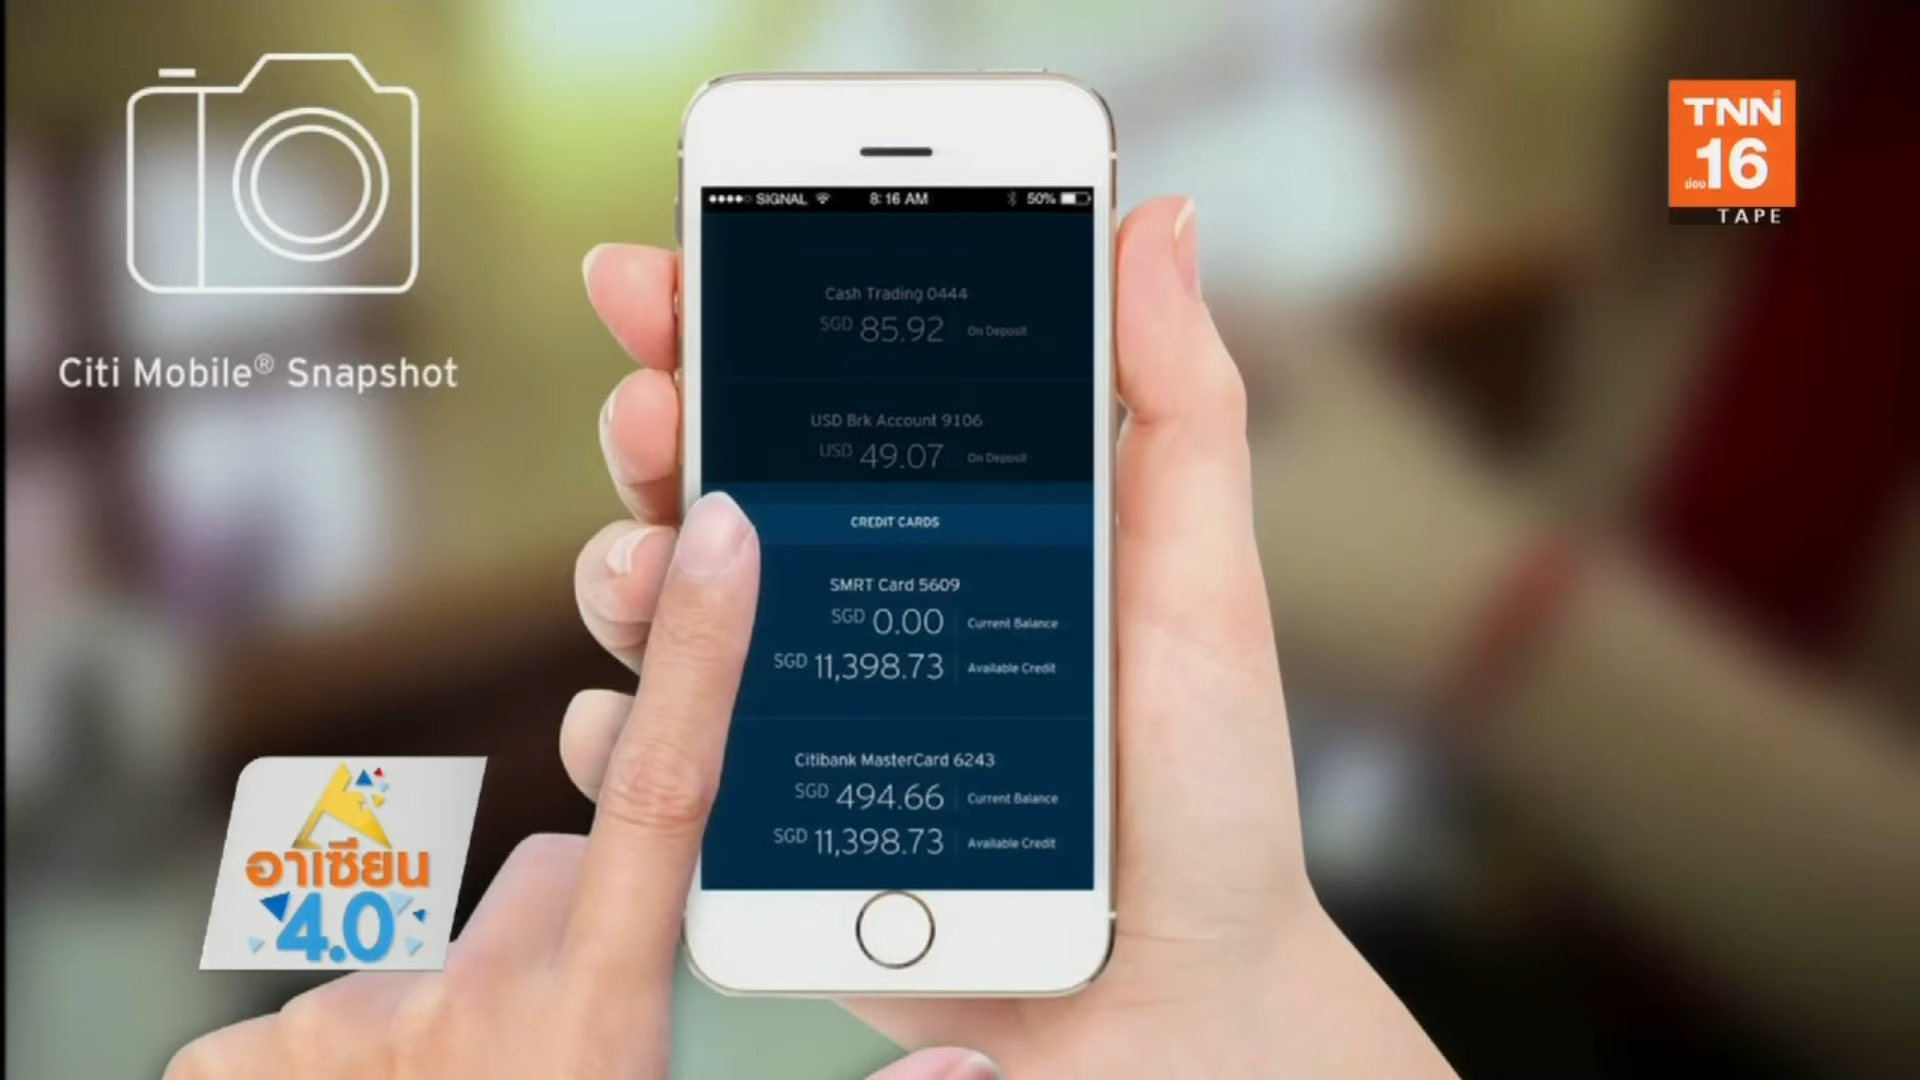 Citi Mobile® Snapshot
TNN®
ช่อง16
TAPE
SIGNAL 8:16 AM 50%
Cash Trading 0444
SGD 85.92 On Deposit
USD Brk Account 9106
USD 49.07 On Deposit
CREDIT CARDS
SMRT Card 5609
SGD 0.00 Current Balance
SGD 11,398.73 Available Credit
Citibank MasterCard 6243
SGD 494.66 Current Balance
SGD 11,398.73 Available Credit
อาเซียน
4.0